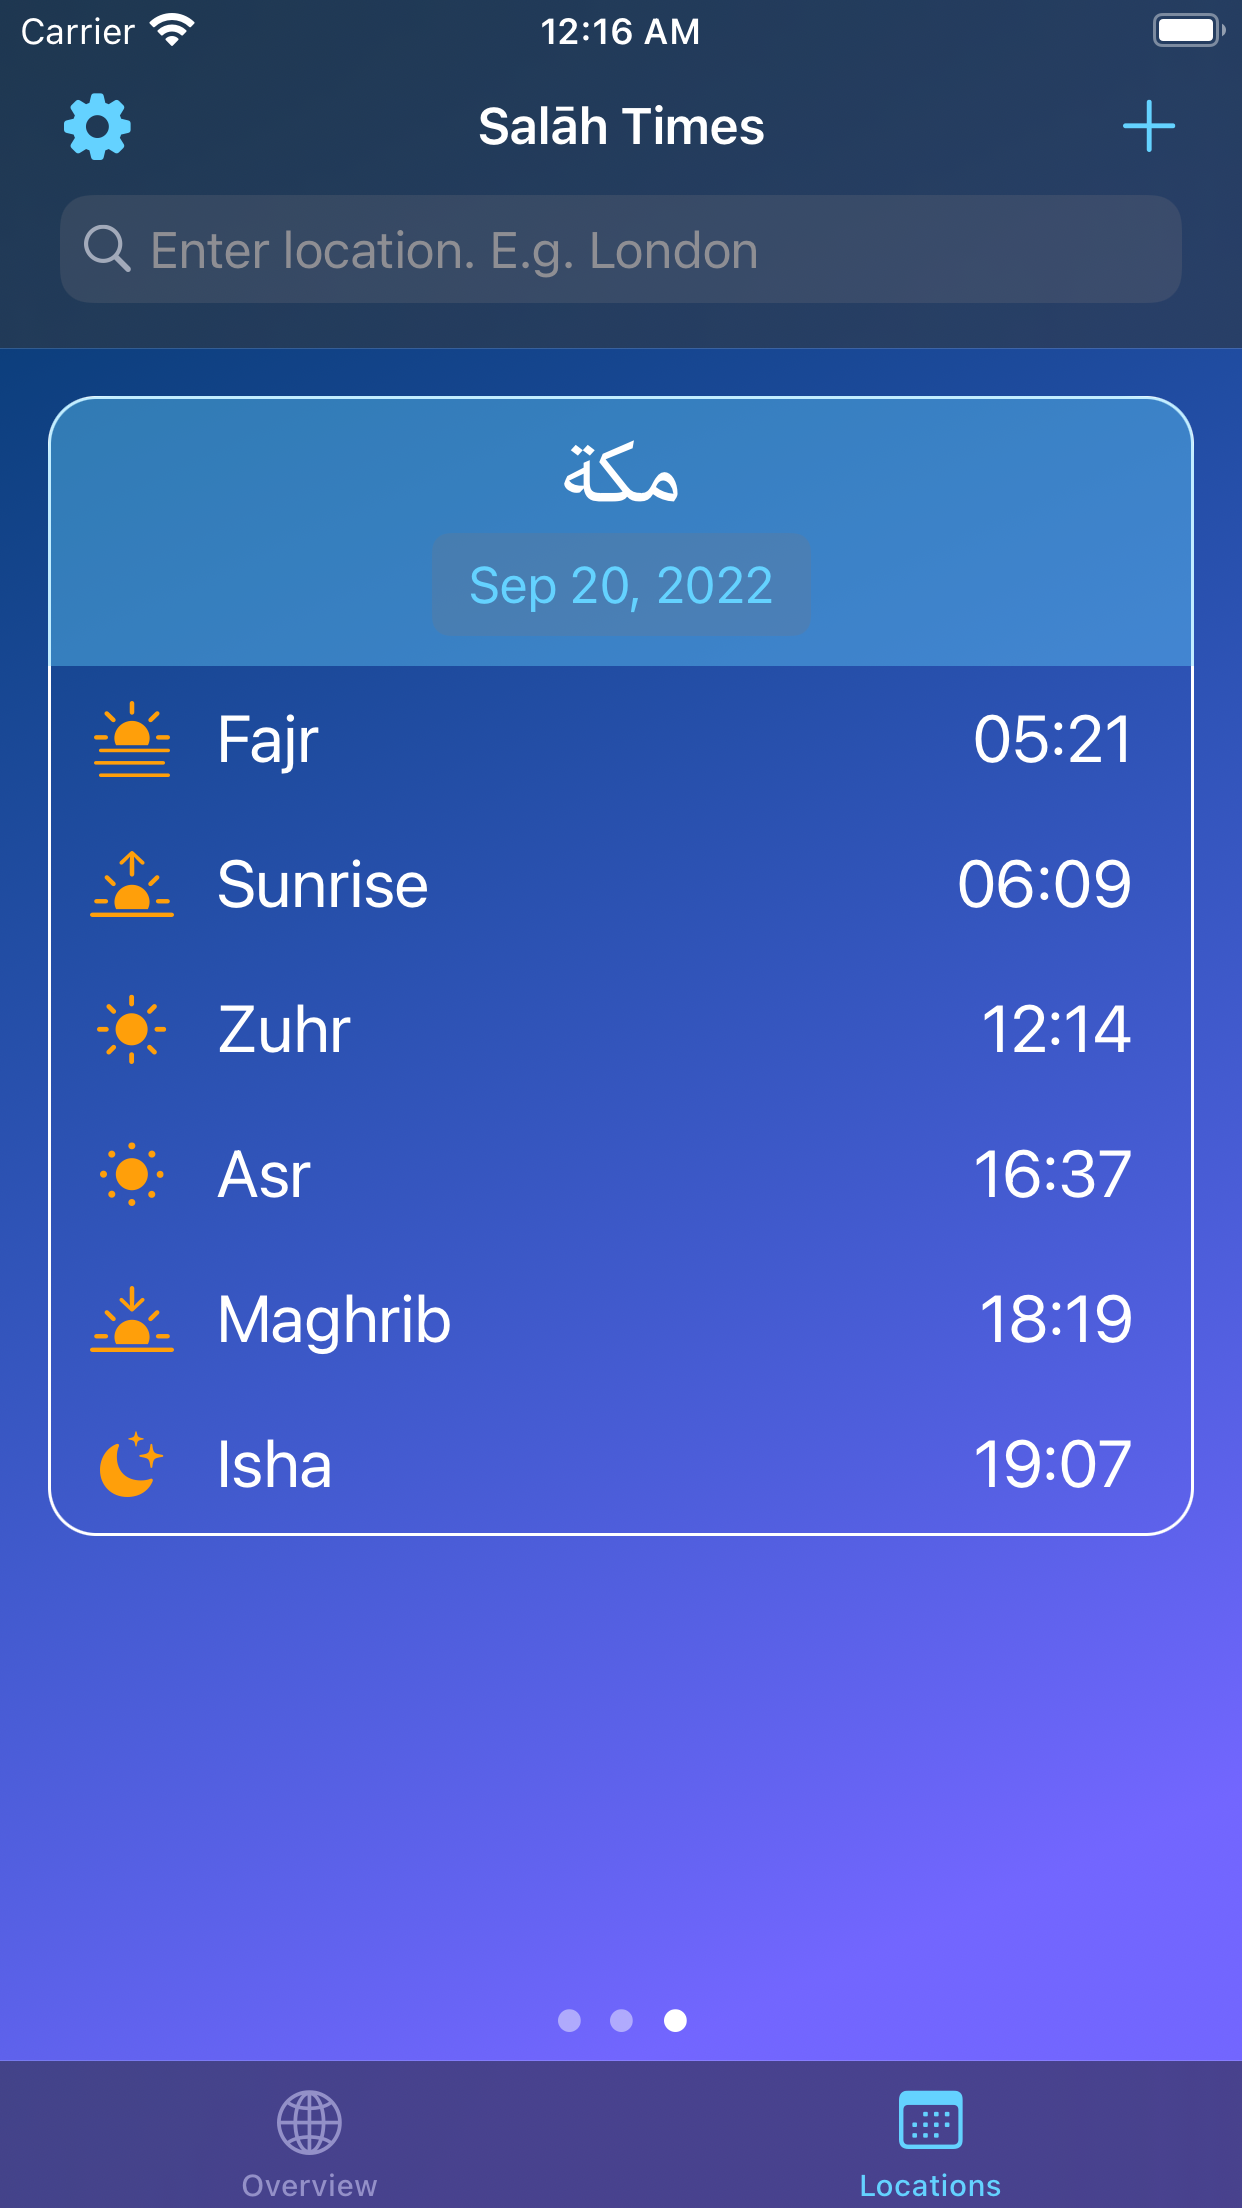 Carrier 12:16 AM
Salāh Times
Enter location. E.g. London
مكة
Sep 20, 2022
Fajr 05:21
Sunrise 06:09
Zuhr 12:14
Asr 16:37
Maghrib 18:19
Isha 19:07
Overview Locations